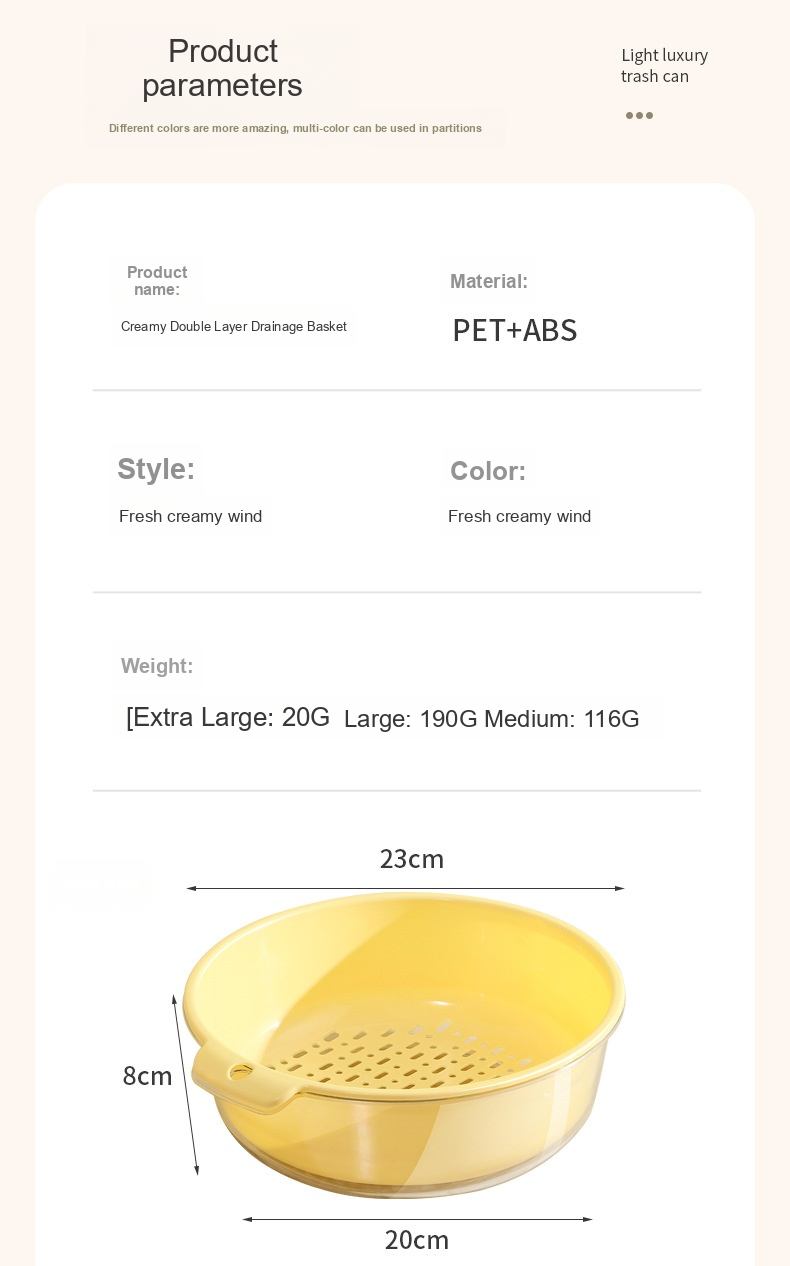 Product
parameters
Light luxury
trash can
Different colors are more amazing, multi-color can be used in partitions
Product
name:
Material:
Creamy Double Layer Drainage Basket
PET+ABS
Style:
Color:
Fresh creamy wind
Fresh creamy wind
Weight:
[Extra Large: 20G Large: 190G Medium: 116G
23cm
8cm
20cm